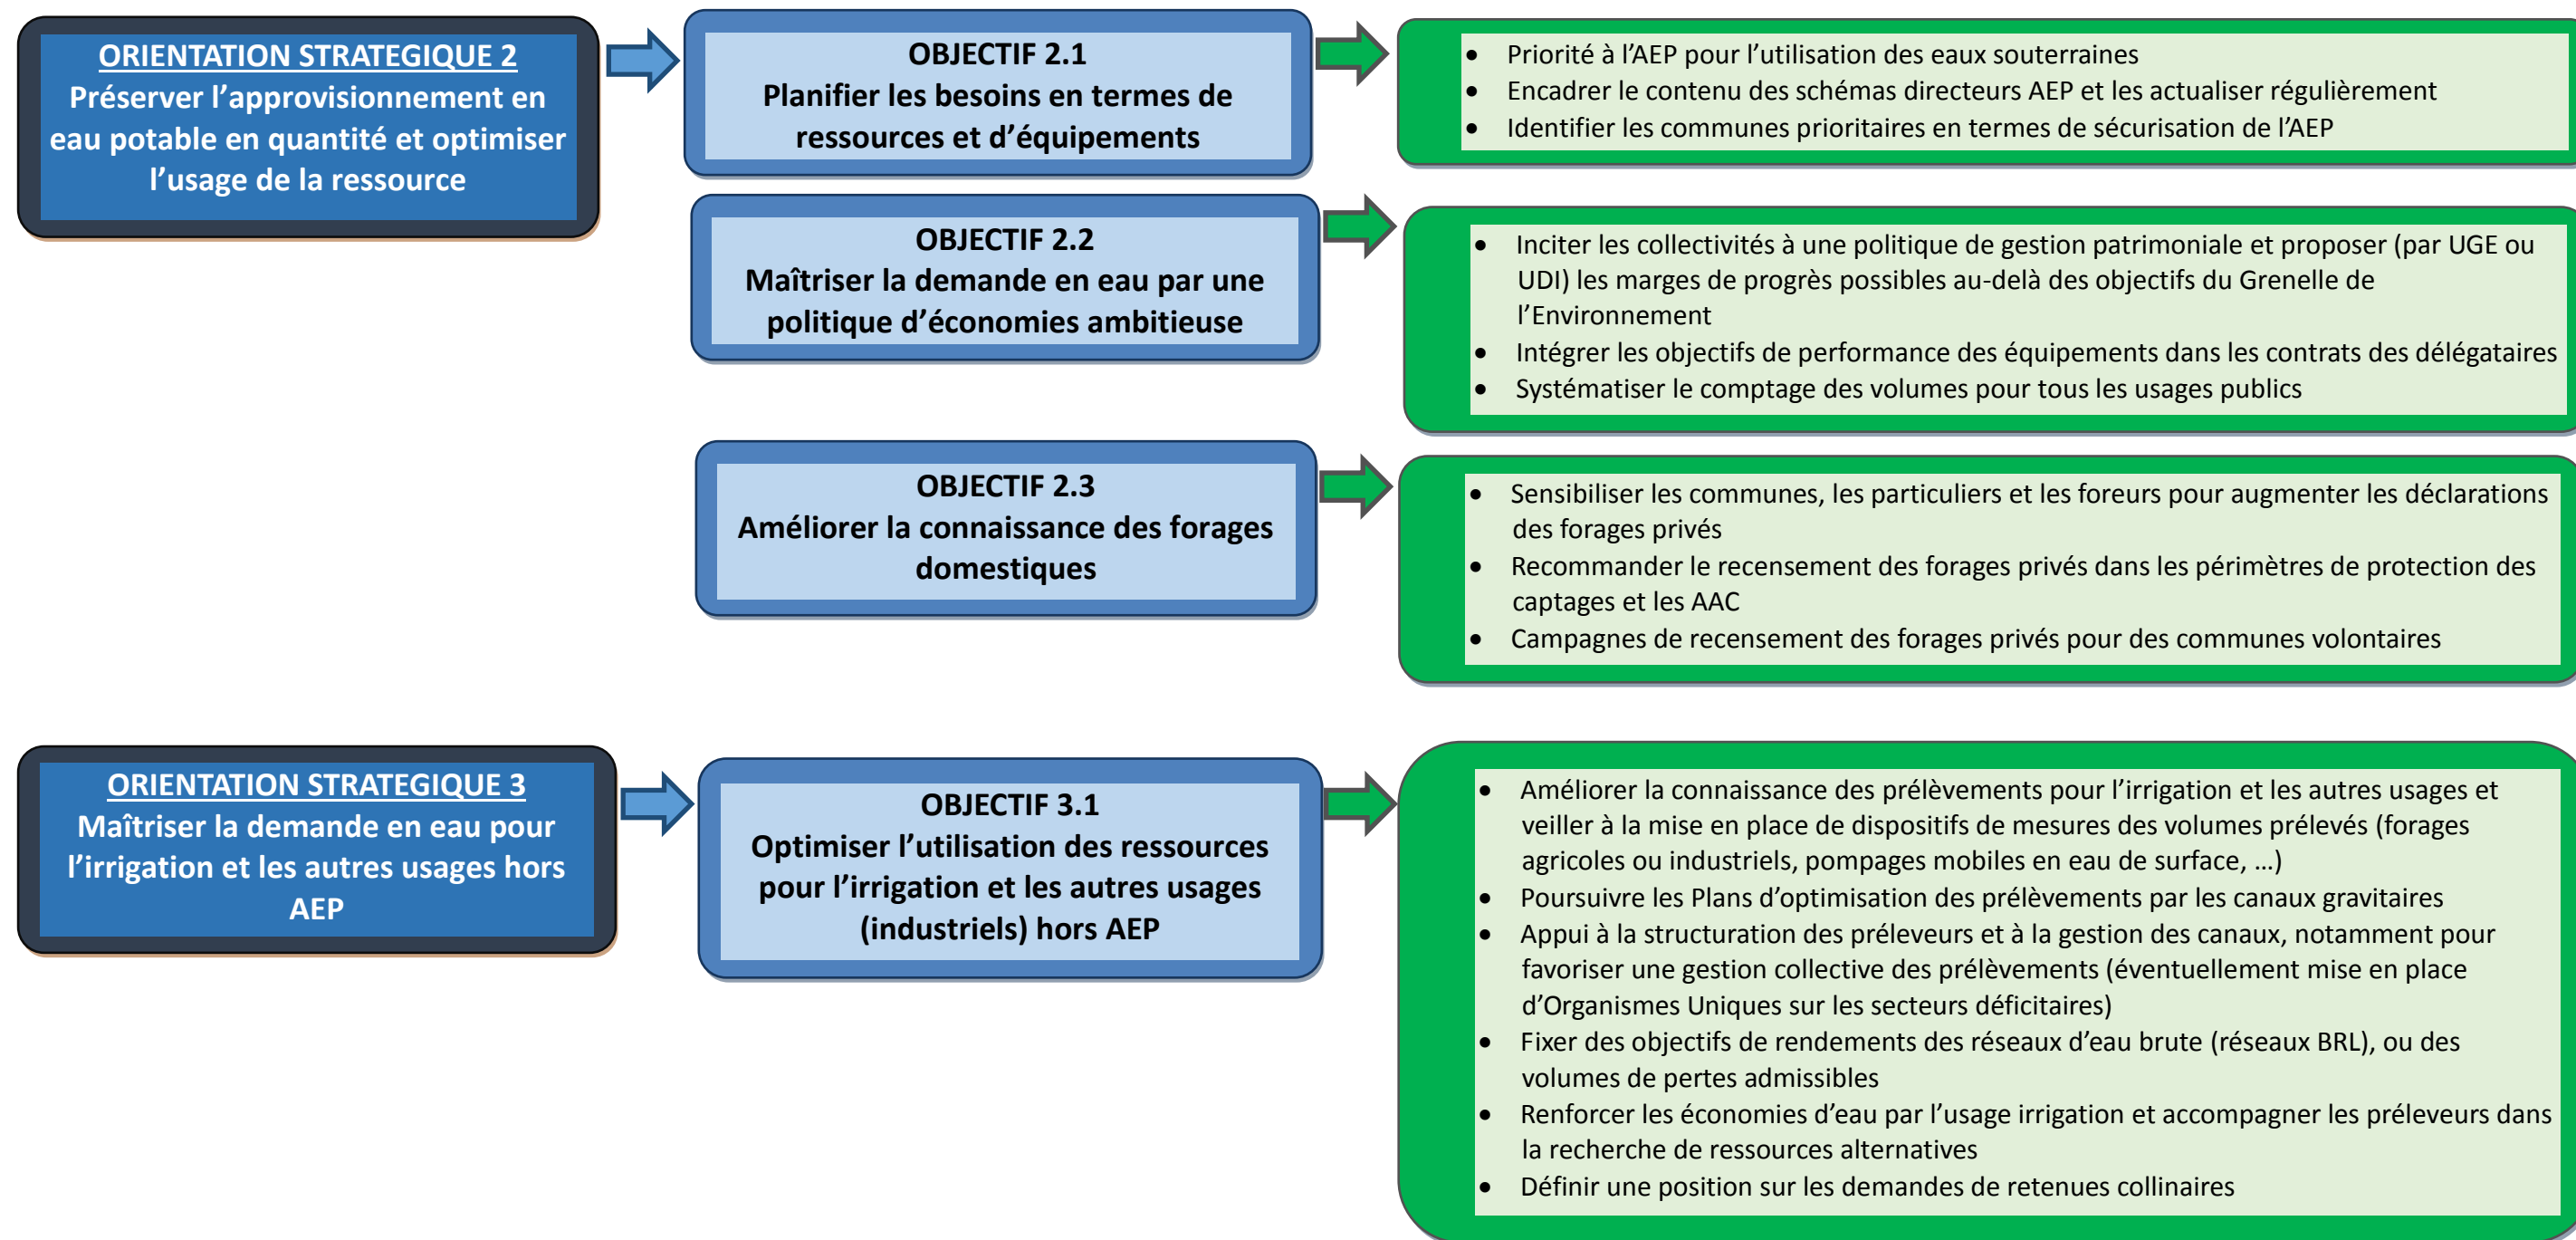 ORIENTATION STRATEGIQUE 2
Préserver l’approvisionnement en
eau potable en quantité et optimiser
l’usage de la ressource
OBJECTIF 2.1
Planifier les besoins en termes de
ressources et d’équipements
• Priorité à l’AEP pour l’utilisation des eaux souterraines
• Encadrer le contenu des schémas directeurs AEP et les actualiser régulièrement
• Identifier les communes prioritaires en termes de sécurisation de l’AEP
OBJECTIF 2.2
Maîtriser la demande en eau par une
politique d’économies ambitieuse
• Inciter les collectivités à une politique de gestion patrimoniale et proposer (par UGE ou
UDI) les marges de progrès possibles au-delà des objectifs du Grenelle de
l’Environnement
• Intégrer les objectifs de performance des équipements dans les contrats des délégataires
• Systématiser le comptage des volumes pour tous les usages publics
OBJECTIF 2.3
Améliorer la connaissance des forages
domestiques
• Sensibiliser les communes, les particuliers et les foreurs pour augmenter les déclarations
des forages privés
• Recommander le recensement des forages privés dans les périmètres de protection des
captages et les AAC
• Campagnes de recensement des forages privés pour des communes volontaires
ORIENTATION STRATEGIQUE 3
Maîtriser la demande en eau pour
l’irrigation et les autres usages hors
AEP
OBJECTIF 3.1
Optimiser l’utilisation des ressources
pour l’irrigation et les autres usages
(industriels) hors AEP
• Améliorer la connaissance des prélèvements pour l’irrigation et les autres usages et
veiller à la mise en place de dispositifs de mesures des volumes prélevés (forages
agricoles ou industriels, pompages mobiles en eau de surface, …)
• Poursuivre les Plans d’optimisation des prélèvements par les canaux gravitaires
• Appui à la structuration des préleveurs et à la gestion des canaux, notamment pour
favoriser une gestion collective des prélèvements (éventuellement mise en place
d’Organismes Uniques sur les secteurs déficitaires)
• Fixer des objectifs de rendements des réseaux d’eau brute (réseaux BRL), ou des
volumes de pertes admissibles
• Renforcer les économies d’eau par l’usage irrigation et accompagner les préleveurs dans
la recherche de ressources alternatives
• Définir une position sur les demandes de retenues collinaires